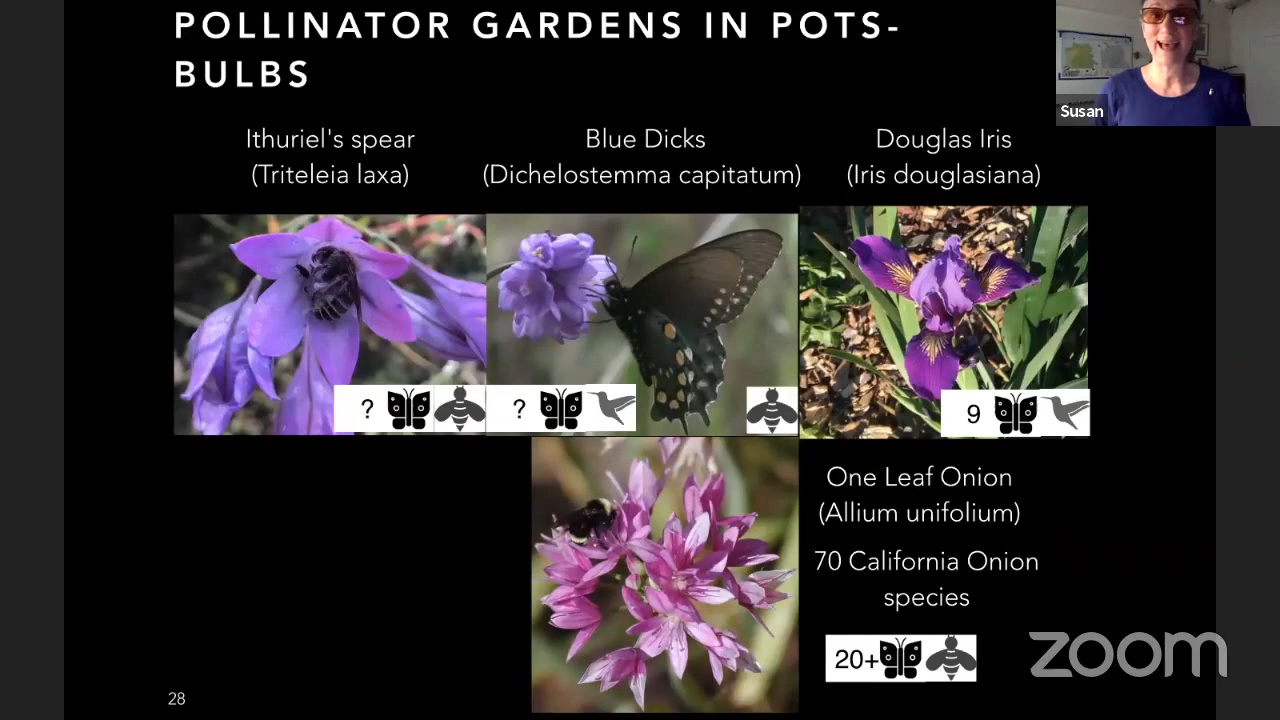 POLLINATOR GARDENS IN POTS-
BULBS
Susan
Ithuriel's spear
(Triteleia laxa)
Blue Dicks
(Dichelostemma capitatum)
Douglas Iris
(Iris douglasiana)
?
?
9
One Leaf Onion
(Allium unifolium)
70 California Onion
species
20+
zoom
28